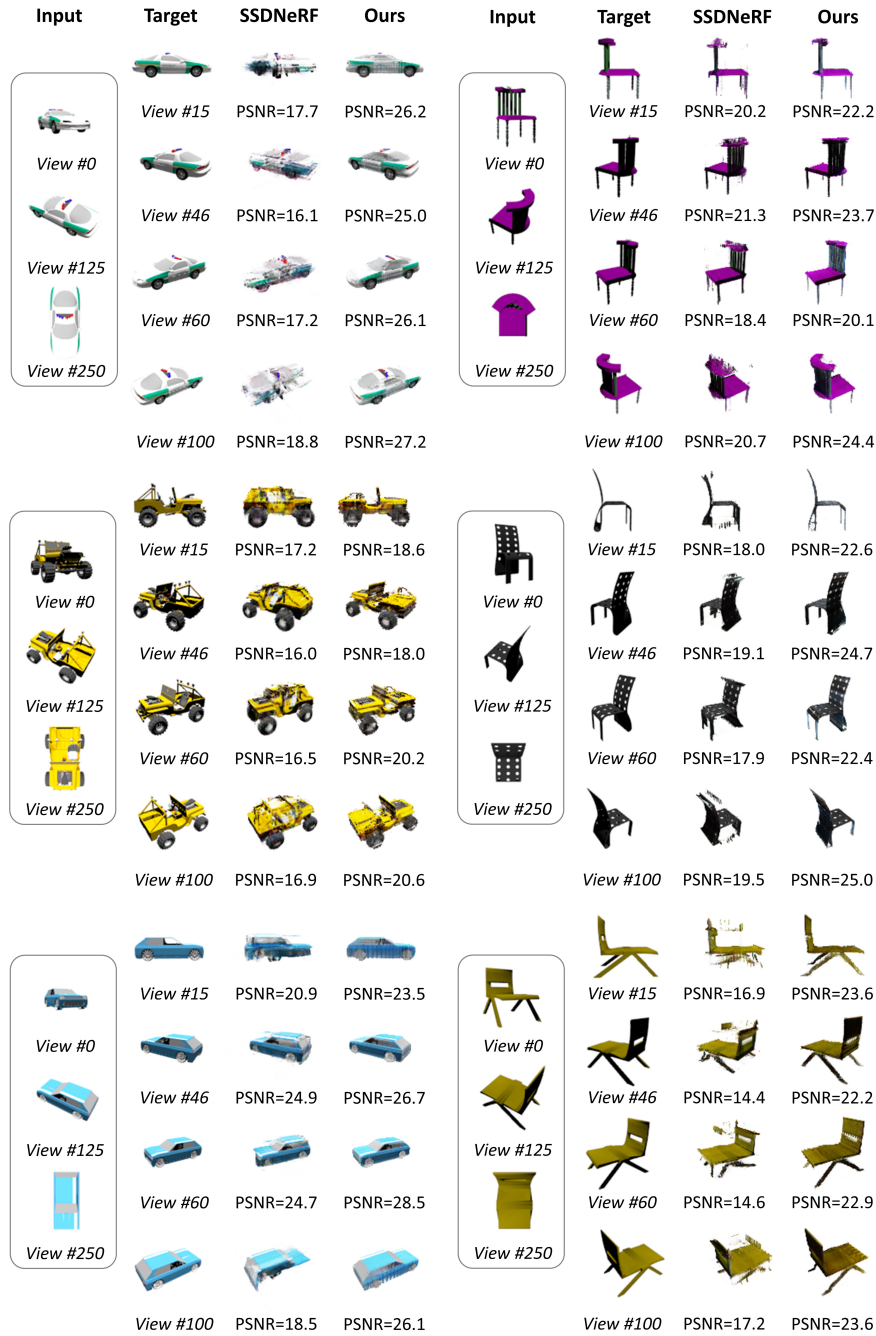 Input Target SSDNeRF Ours Input Target SSDNeRF Ours
View #15 PSNR=17.7 PSNR=26.2 View #15 PSNR=20.2 PSNR=22.2
View #0 View #0
View #46 PSNR=16.1 PSNR=25.0 View #46 PSNR=21.3 PSNR=23.7
View #125 View #125
View #60 PSNR=17.2 PSNR=26.1 View #60 PSNR=18.4 PSNR=20.1
View #250 View #250
View #100 PSNR=18.8 PSNR=27.2 View #100 PSNR=20.7 PSNR=24.4
View #15 PSNR=17.2 PSNR=18.6 View #15 PSNR=18.0 PSNR=22.6
View #0 View #0
View #46 PSNR=16.0 PSNR=18.0 View #46 PSNR=19.1 PSNR=24.7
View #125 View #125
View #60 PSNR=16.5 PSNR=20.2 View #60 PSNR=17.9 PSNR=22.4
View #250 View #250
View #100 PSNR=16.9 PSNR=20.6 View #100 PSNR=19.5 PSNR=25.0
View #15 PSNR=20.9 PSNR=23.5 View #15 PSNR=16.9 PSNR=23.6
View #0 View #0
View #46 PSNR=24.9 PSNR=26.7 View #46 PSNR=14.4 PSNR=22.2
View #125 View #125
View #60 PSNR=24.7 PSNR=28.5 View #60 PSNR=14.6 PSNR=22.9
View #250 View #250
View #100 PSNR=18.5 PSNR=26.1 View #100 PSNR=17.2 PSNR=23.6